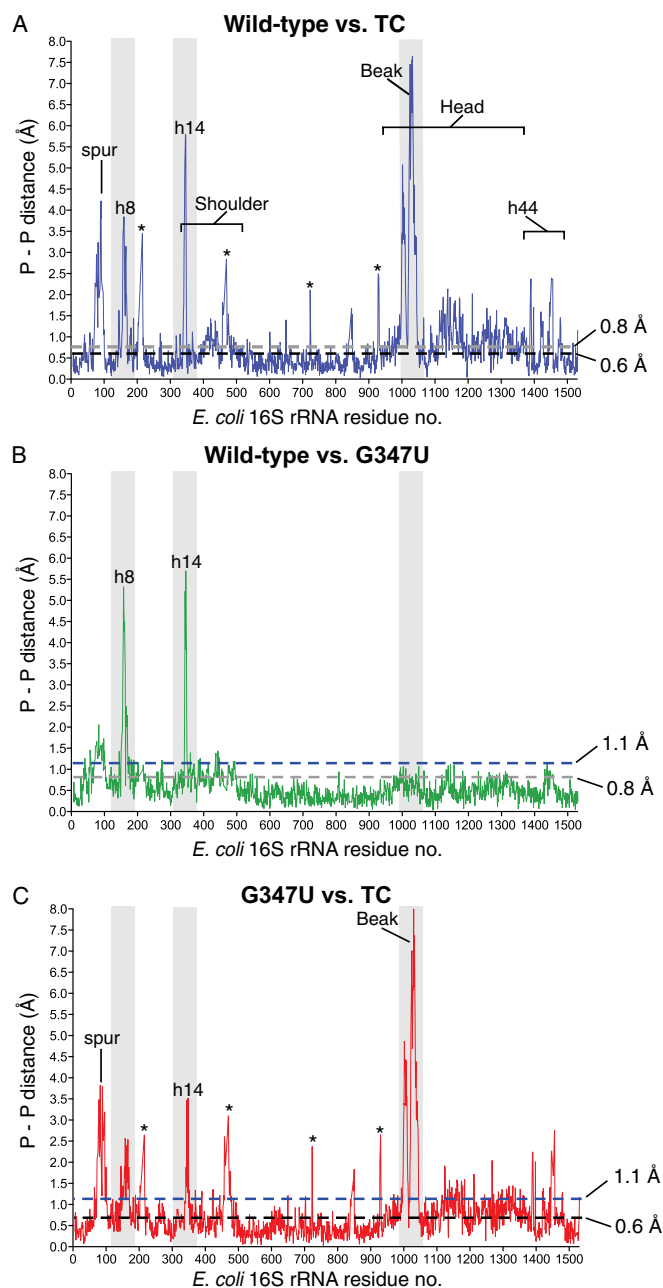 A
Wild-type vs. TC
P - P distance (Å)
8.0
7.5
7.0
6.5
6.0
5.5
5.0
4.5
4.0
3.5
3.0
2.5
2.0
1.5
1.0
0.5
0.0
spur
h8
*
h14
Shoulder
*
*
*
Beak
Head
h44
0.8 Å
0.6 Å
0 100 200 300 400 500 600 700 800 900 1000 1100 1200 1300 1400 1500
E. coli 16S rRNA residue no.
B
Wild-type vs. G347U
P - P distance (Å)
8.0
7.5
7.0
6.5
6.0
5.5
5.0
4.5
4.0
3.5
3.0
2.5
2.0
1.5
1.0
0.5
0.0
h8
h14
1.1 Å
0.8 Å
0 100 200 300 400 500 600 700 800 900 1000 1100 1200 1300 1400 1500
E. coli 16S rRNA residue no.
C
G347U vs. TC
P - P distance (Å)
8.0
7.5
7.0
6.5
6.0
5.5
5.0
4.5
4.0
3.5
3.0
2.5
2.0
1.5
1.0
0.5
0.0
spur
*
h14
*
*
*
Beak
1.1 Å
0.6 Å
0 100 200 300 400 500 600 700 800 900 1000 1100 1200 1300 1400 1500
E. coli 16S rRNA residue no.